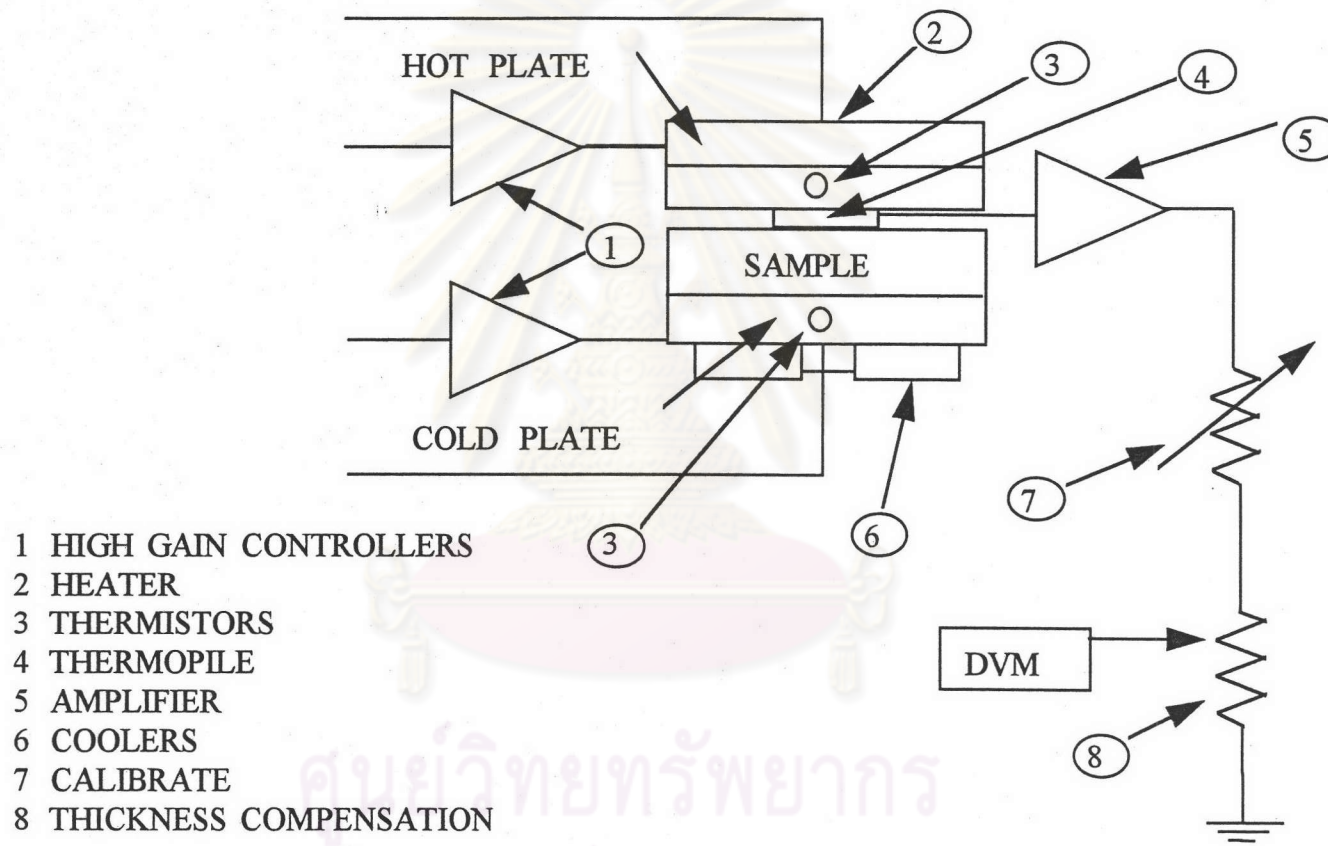 HOT PLATE
2
3
4
5
1
SAMPLE
COLD PLATE
7
6
3
DVM
8
1 HIGH GAIN CONTROLLERS
2 HEATER
3 THERMISTORS
4 THERMOPILE
5 AMPLIFIER
6 COOLERS
7 CALIBRATE
8 THICKNESS COMPENSATION
ศูนย์วิทยทรัพยากร